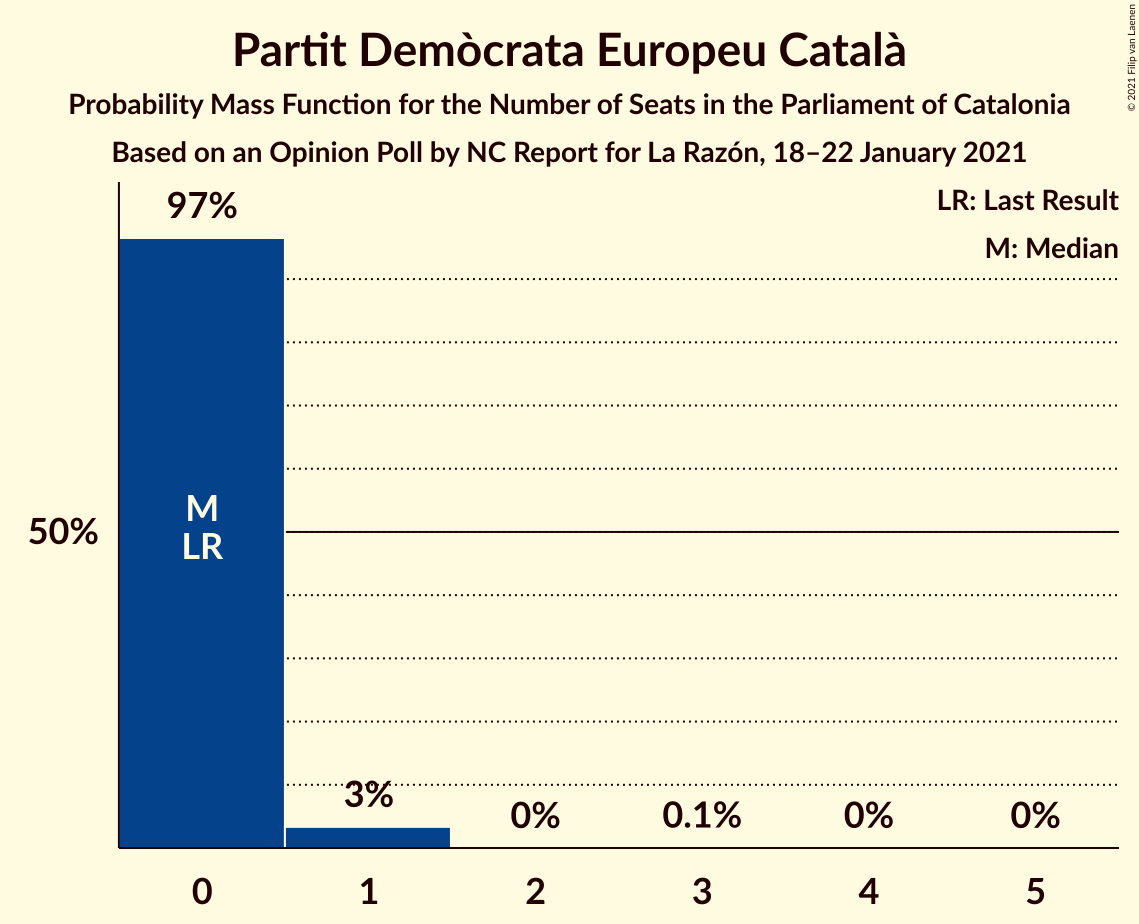 Partit Demòcrata Europeu Català
Probability Mass Function for the Number of Seats in the Parliament of Catalonia
Based on an Opinion Poll by NC Report for La Razón, 18–22 January 2021
© 2021 Filip van Laenen
LR: Last Result
M: Median
97%
M
LR
50%
3%
0%
0.1%
0%
0%
0 1 2 3 4 5